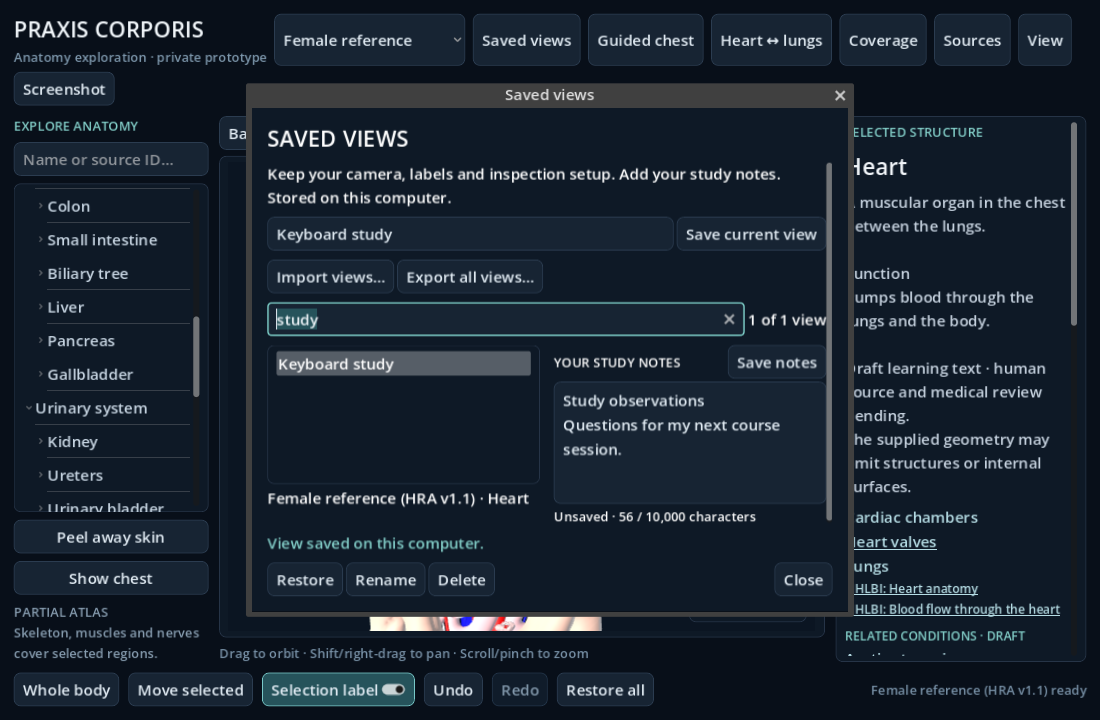 PRAXIS CORPORIS
Anatomy exploration · private prototype
Female reference
Saved views
Guided chest
Heart ↔ lungs
Coverage
Sources
View
Screenshot
EXPLORE ANATOMY
Name or source ID...
Colon
Small intestine
Biliary tree
Liver
Pancreas
Gallbladder
Urinary system
Kidney
Ureters
Urinary bladder
Peel away skin
Show chest
PARTIAL ATLAS
Skeleton, muscles and nerves
cover selected regions.
Ba
Saved views
SAVED VIEWS
Keep your camera, labels and inspection setup. Add your study notes.
Stored on this computer.
Keyboard study
Save current view
Import views...
Export all views...
study
1 of 1 view
Keyboard study
Female reference (HRA v1.1) · Heart
YOUR STUDY NOTES
Save notes
Study observations
Questions for my next course
session.
Unsaved · 56 / 10,000 characters
View saved on this computer.
Restore
Rename
Delete
Close
ELECTED STRUCTURE
Heart
muscular organ in the chest
etween the lungs.
unction
umps blood through the
ungs and the body.
raft learning text · human
ource and medical review
ending.
he supplied geometry may
mit structures or internal
urfaces.
ardiac chambers
eart valves
ungs
HLBI: Heart anatomy
HLBI: Blood flow through the heart
RELATED CONDITIONS · DRAFT
Drag to orbit · Shift/right-drag to pan · Scroll/pinch to zoom
Whole body
Move selected
Selection label
Undo
Redo
Restore all
Female reference (HRA v1.1) ready